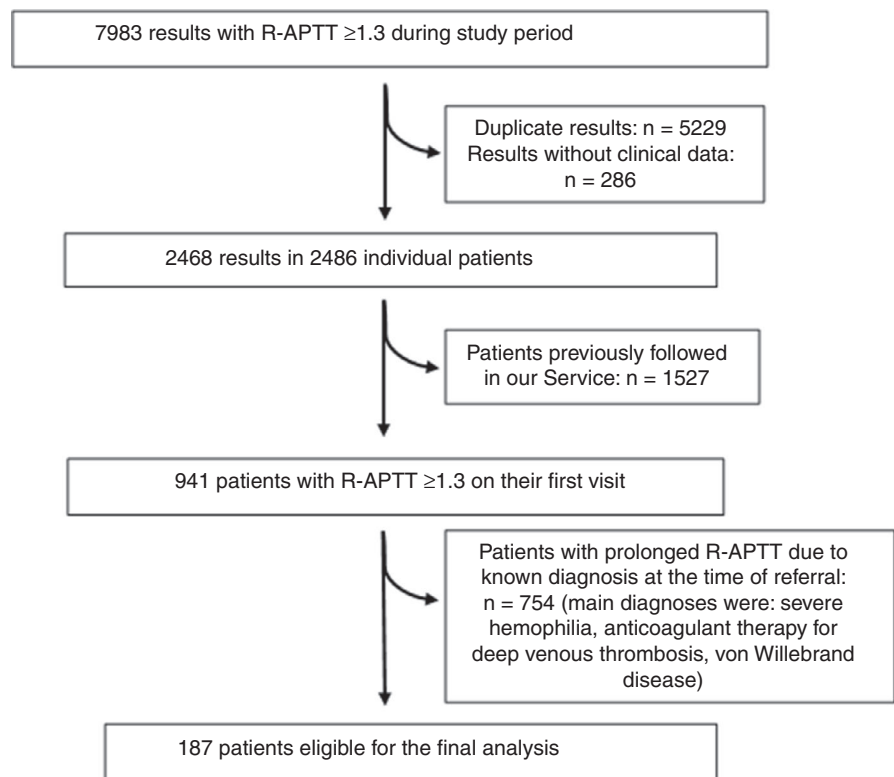 7983 results with R-APTT ≥1.3 during study period
Duplicate results: n = 5229
Results without clinical data:
n = 286
2468 results in 2486 individual patients
Patients previously followed
in our Service: n = 1527
941 patients with R-APTT ≥1.3 on their first visit
Patients with prolonged R-APTT due to
known diagnosis at the time of referral:
n = 754 (main diagnoses were: severe
hemophilia, anticoagulant therapy for
deep venous thrombosis, von Willebrand
disease)
187 patients eligible for the final analysis